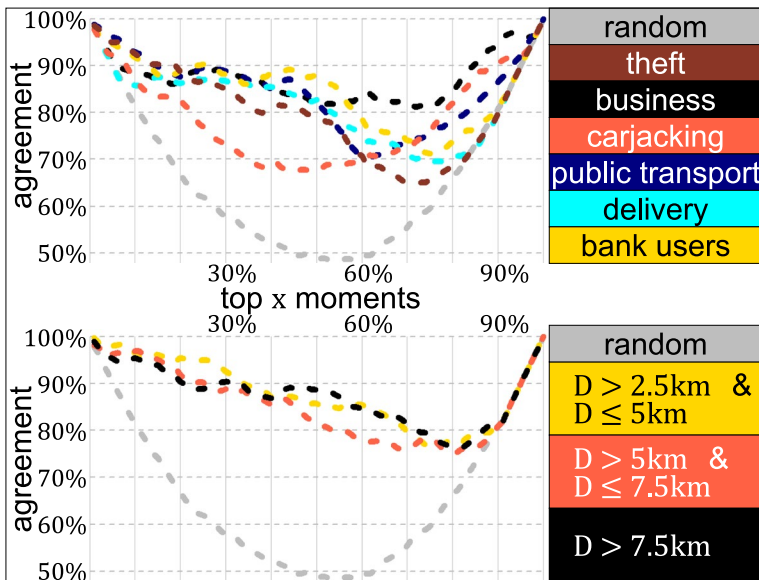 100%
90%
80%
70%
60%
50%
agreement
30%
60%
90%
top x moments
random
theft
business
carjacking
public transport
delivery
bank users
30%
60%
90%
100%
90%
80%
70%
60%
50%
agreement
random
D > 2.5km &
D ≤ 5km
D > 5km &
D ≤ 7.5km
D > 7.5km